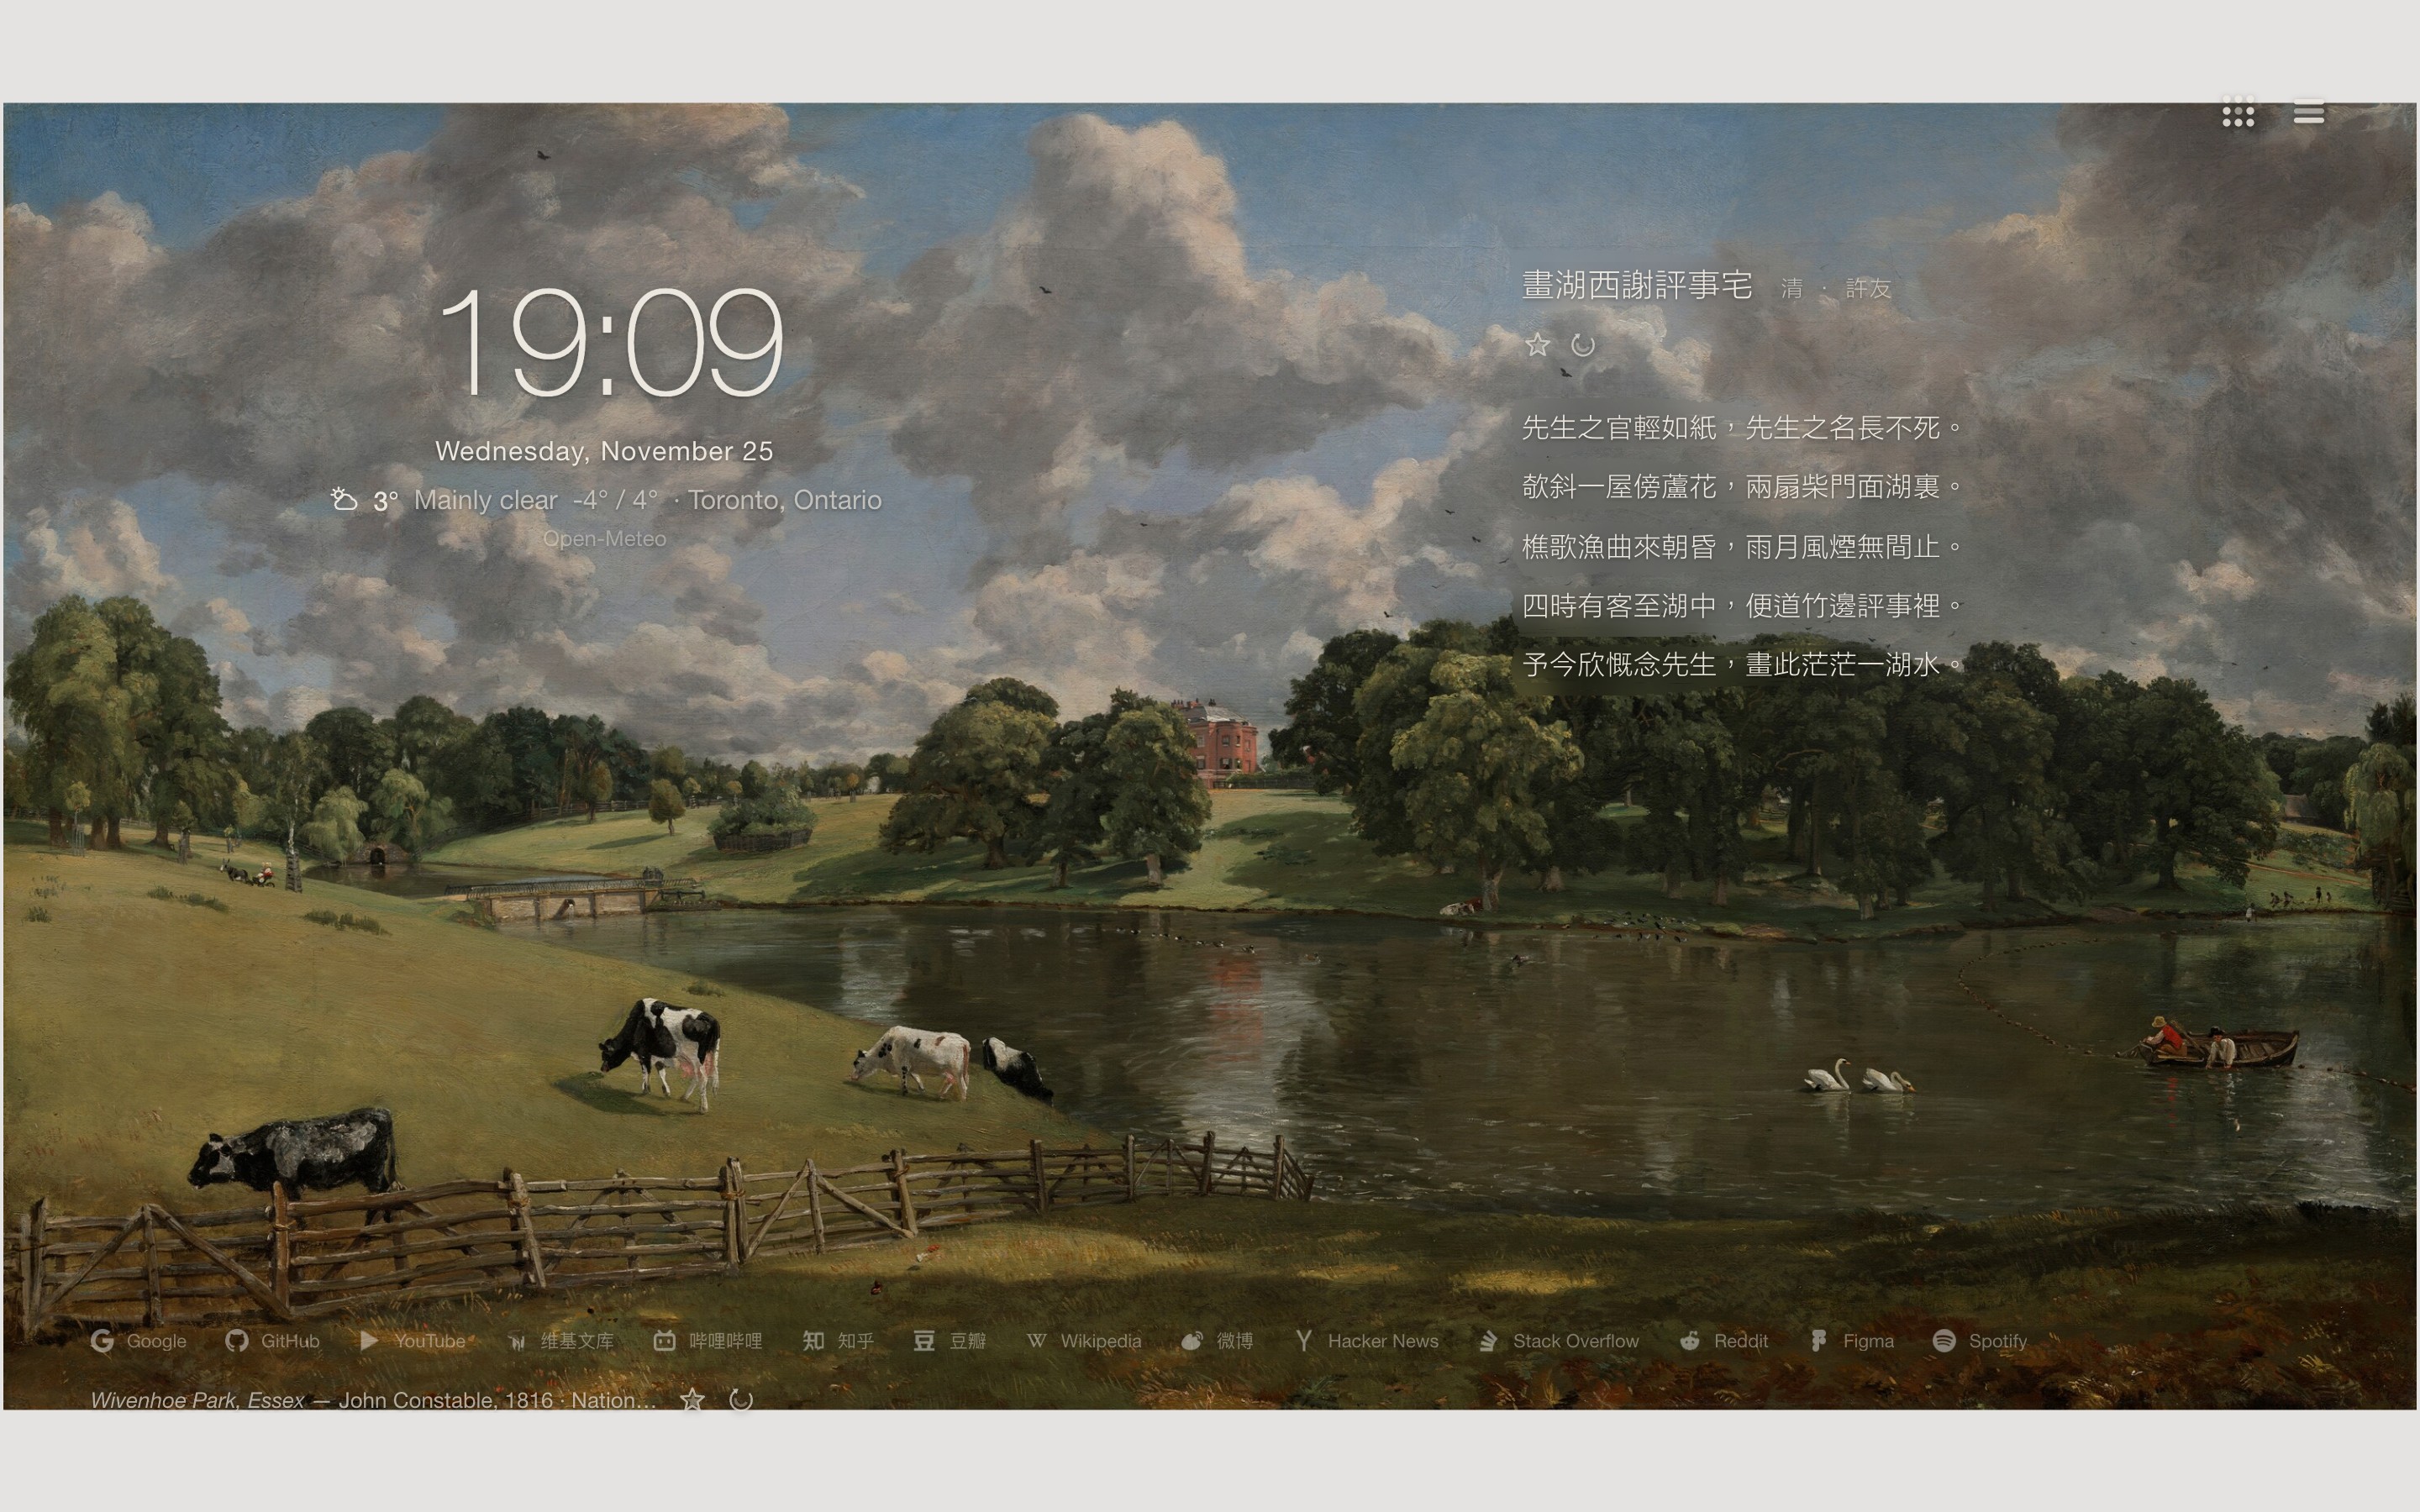 19:09
Wednesday, November 25
3° Mainly clear -4° / 4° · Toronto, Ontario
Open-Meteo
畫湖西謝評事宅 清 · 許友
先生之官輕如紙，先生之名長不死。
欹斜一屋傍蘆花，兩扇柴門面湖裏。
樵歌漁曲來朝昏，雨月風煙無間止。
四時有客至湖中，便道竹邊評事裡。
予今欣慨念先生，畫此茫茫一湖水。
Google GitHub YouTube 维基文库 哔哩哔哩 知 知乎 豆 豆瓣 W Wikipedia 微博 Y Hacker News Stack Overflow Reddit Figma Spotify
Wivenhoe Park, Essex — John Constable, 1816 · Nation…